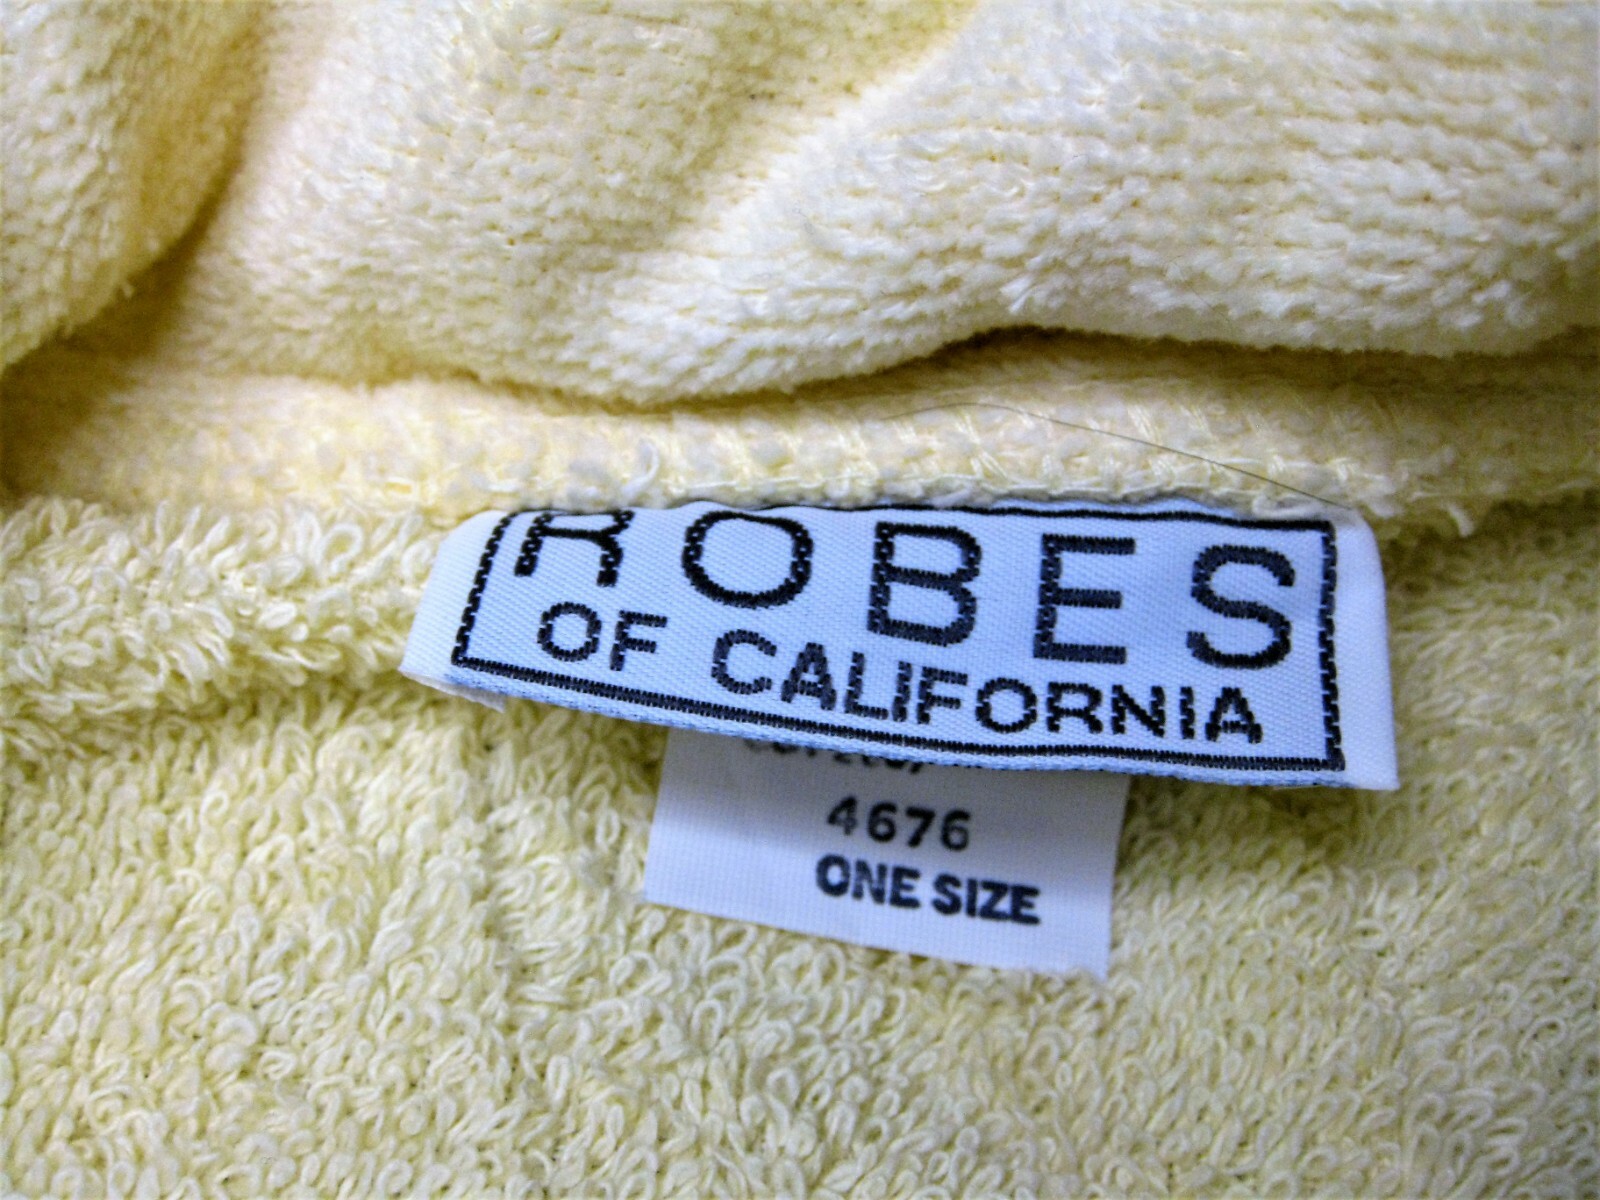 ROBES
OF CALIFORNIA
4676
ONE SIZE